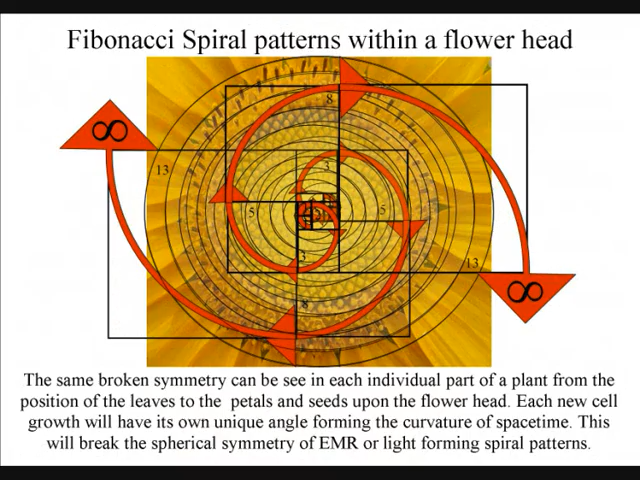 Fibonacci Spiral patterns within a flower head
8
∞
13
3
5
5
3
13
∞
8
The same broken symmetry can be see in each individual part of a plant from the
position of the leaves to the petals and seeds upon the flower head. Each new cell
growth will have its own unique angle forming the curvature of spacetime. This
will break the spherical symmetry of EMR or light forming spiral patterns.